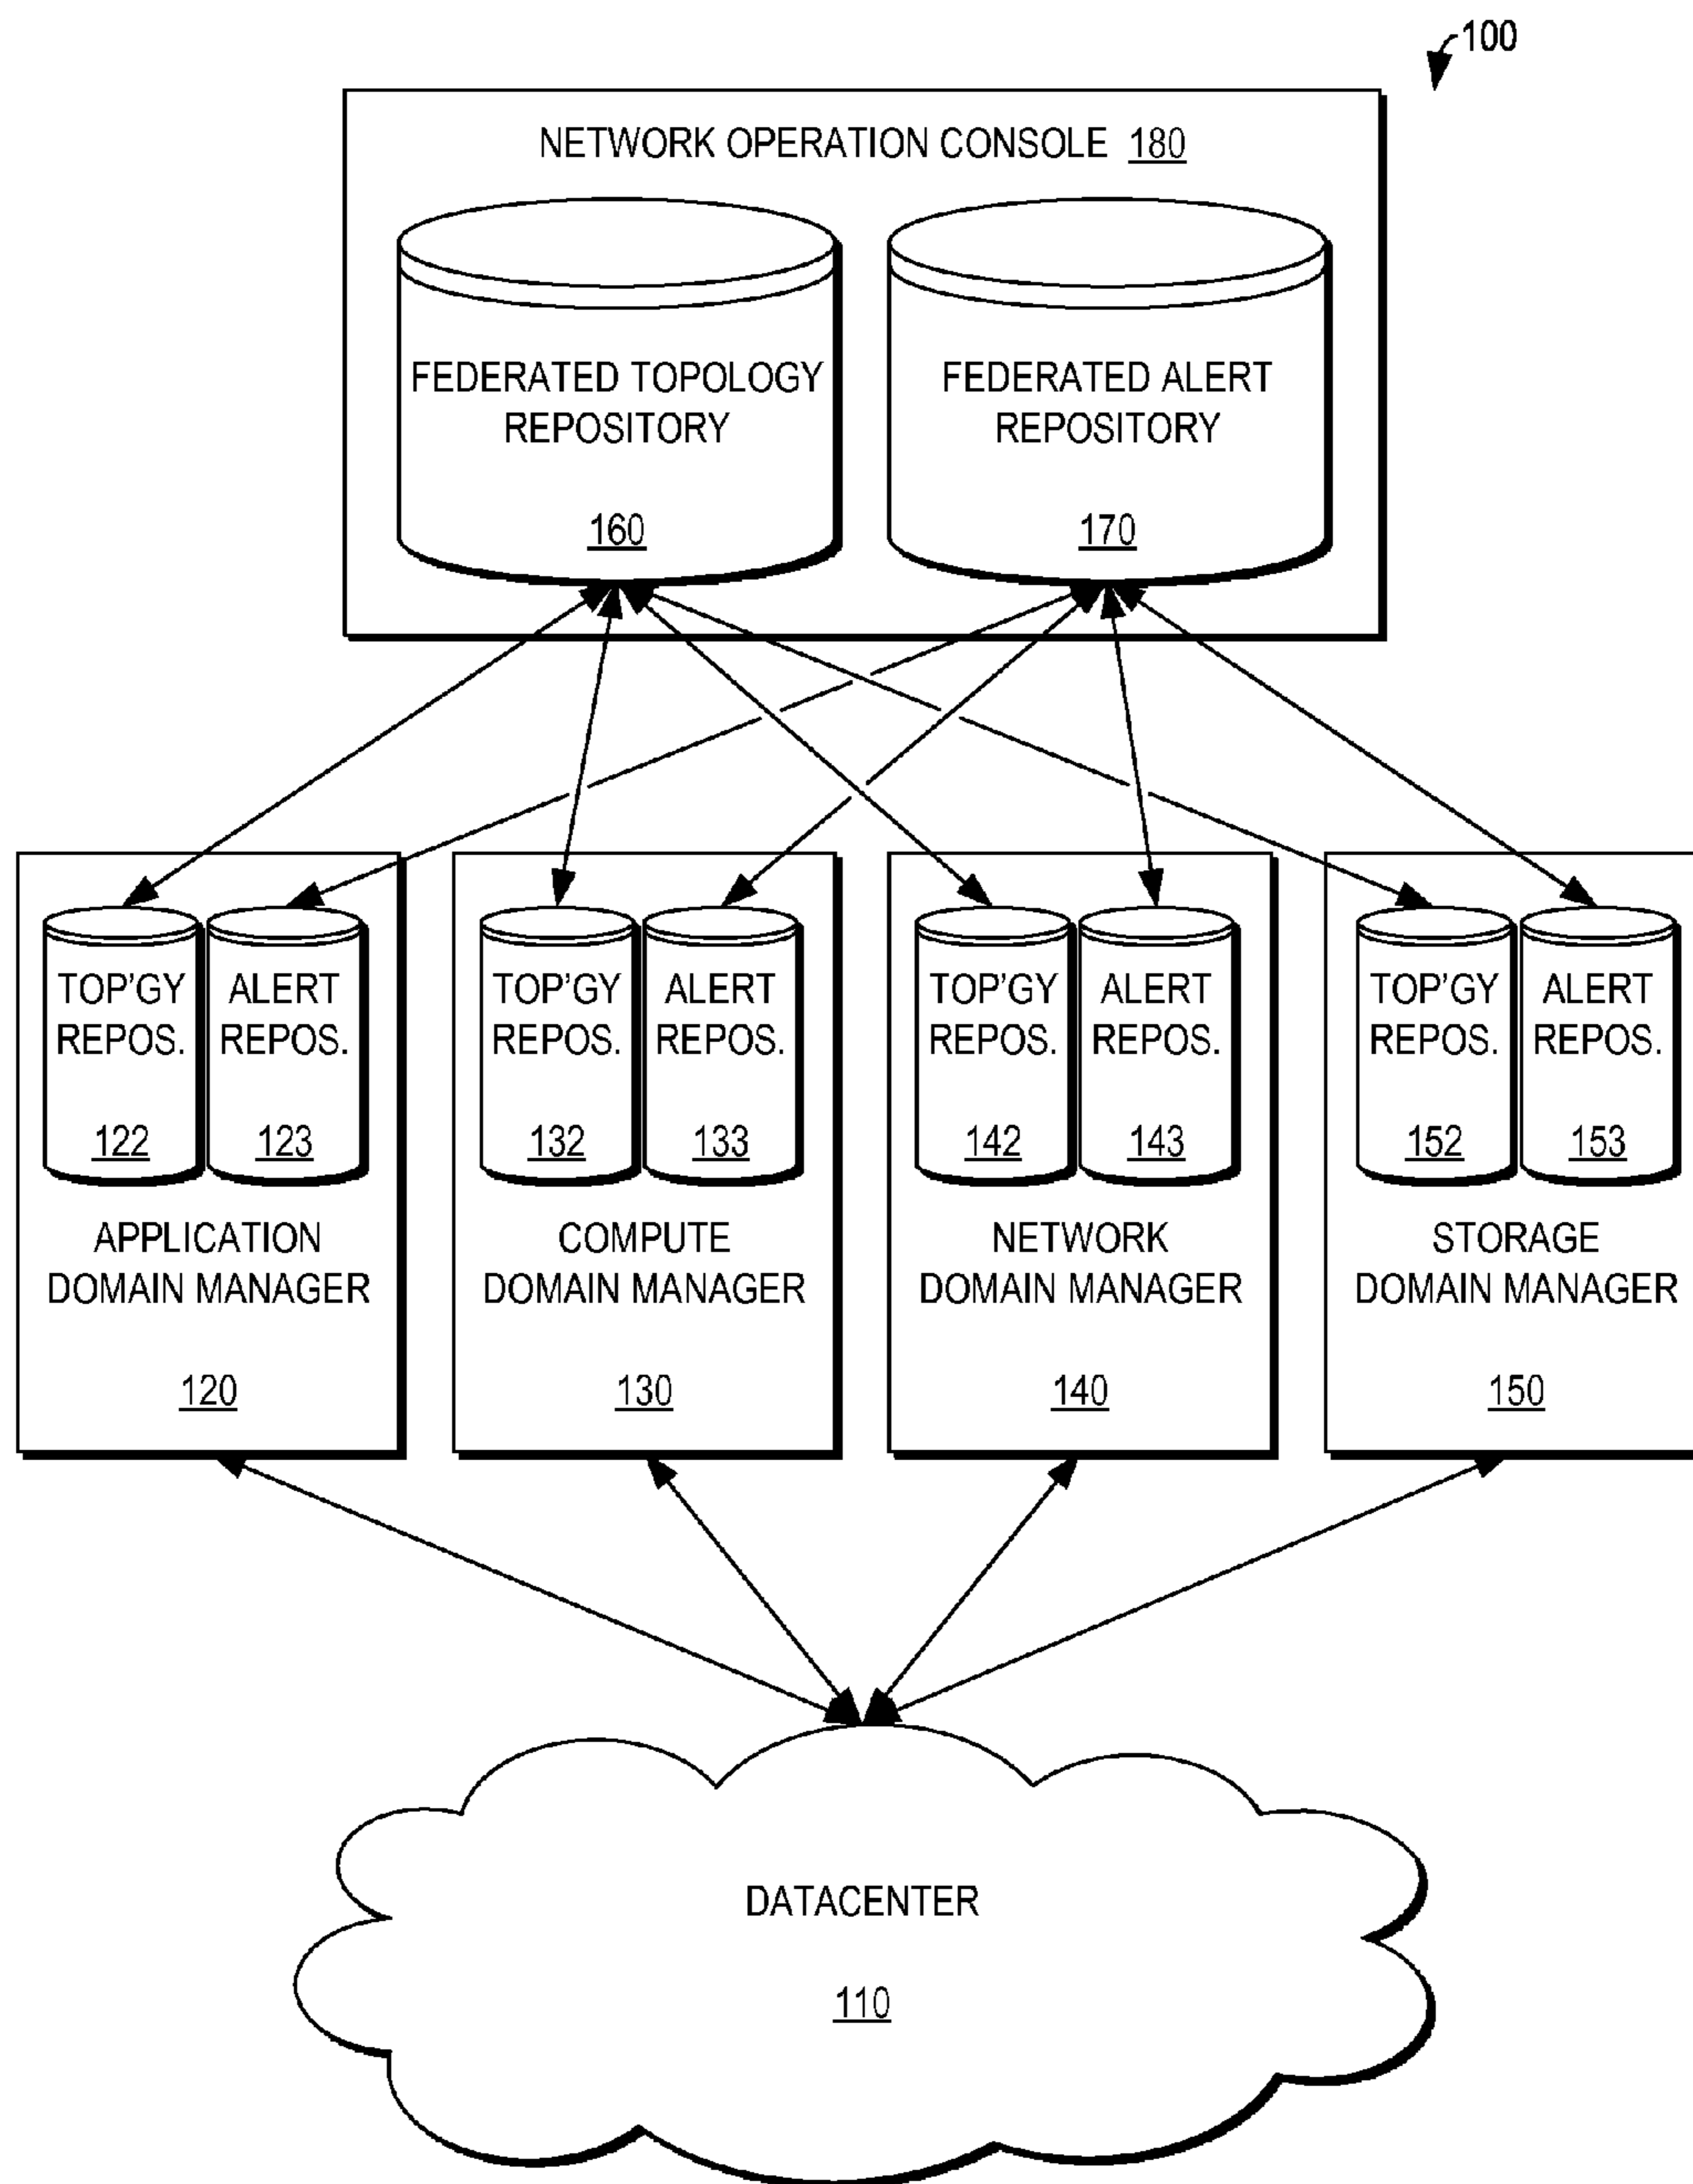 100
NETWORK OPERATION CONSOLE 180
FEDERATED TOPOLOGY
REPOSITORY
160
FEDERATED ALERT
REPOSITORY
170
TOP'GY
REPOS.
122
ALERT
REPOS.
123
APPLICATION
DOMAIN MANAGER
120
TOP'GY
REPOS.
132
ALERT
REPOS.
133
COMPUTE
DOMAIN MANAGER
130
TOP'GY
REPOS.
142
ALERT
REPOS.
143
NETWORK
DOMAIN MANAGER
140
TOP'GY
REPOS.
152
ALERT
REPOS.
153
STORAGE
DOMAIN MANAGER
150
DATACENTER
110